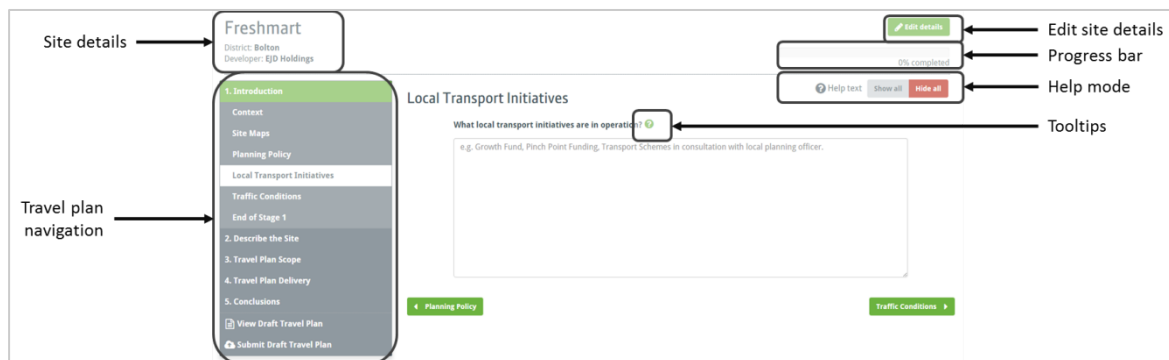 Site details
Freshmart
District: Bolton
Developer: EJD Holdings
Edit details
Edit site details
Progress bar
0% completed
Help text Show all Hide all
Help mode
Travel plan
navigation
1. Introduction
Context
Site Maps
Planning Policy
Local Transport Initiatives
Traffic Conditions
End of Stage 1
2. Describe the Site
3. Travel Plan Scope
4. Travel Plan Delivery
5. Conclusions
View Draft Travel Plan
Submit Draft Travel Plan
Local Transport Initiatives
What local transport initiatives are in operation?
Tooltips
e.g. Growth Fund, Pinch Point Funding, Transport Schemes in consultation with local planning officer.
Planning Policy
Traffic Conditions